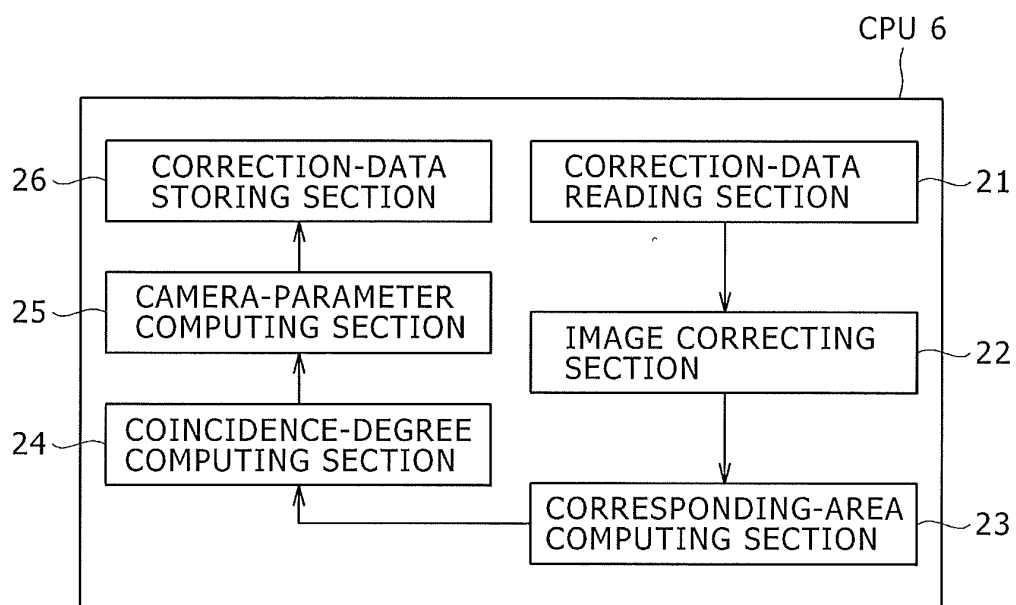 CPU 6
26
CORRECTION-DATA
STORING SECTION
CORRECTION-DATA
READING SECTION
21
25
CAMERA-PARAMETER
COMPUTING SECTION
IMAGE CORRECTING
SECTION
22
24
COINCIDENCE-DEGREE
COMPUTING SECTION
CORRESPONDING-AREA
COMPUTING SECTION
23